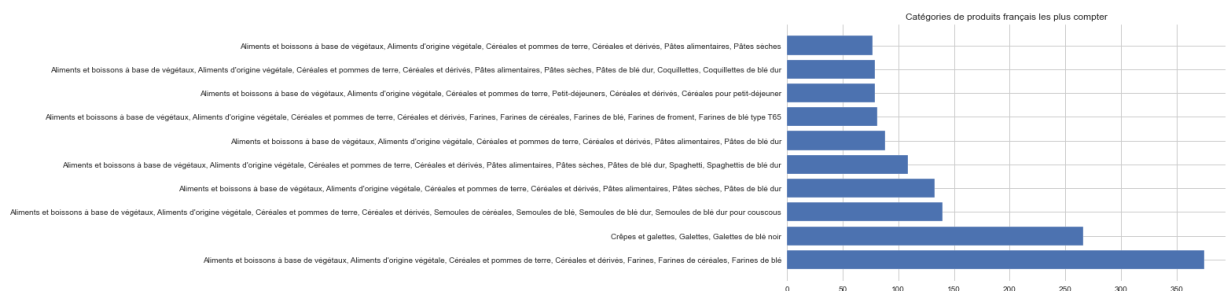 Catégories de produits français les plus compter
Aliments et boissons à base de végétaux, Aliments d'origine végétale, Céréales et pommes de terre, Céréales et dérivés, Pâtes alimentaires, Pâtes sèches
Aliments et boissons à base de végétaux, Aliments d'origine végétale, Céréales et pommes de terre, Céréales et dérivés, Pâtes alimentaires, Pâtes sèches, Pâtes de blé dur, Coquillettes, Coquillettes de blé dur
Aliments et boissons à base de végétaux, Aliments d'origine végétale, Céréales et pommes de terre, Petit-déjeuners, Céréales et dérivés, Céréales pour petit-déjeuner
Aliments et boissons à base de végétaux, Aliments d'origine végétale, Céréales et pommes de terre, Céréales et dérivés, Farines, Farines de céréales, Farines de blé, Farines de froment, Farines de blé type T65
Aliments et boissons à base de végétaux, Aliments d'origine végétale, Céréales et pommes de terre, Céréales et dérivés, Pâtes alimentaires, Pâtes de blé dur
Aliments et boissons à base de végétaux, Aliments d'origine végétale, Céréales et pommes de terre, Céréales et dérivés, Pâtes alimentaires, Pâtes sèches, Pâtes de blé dur, Spaghetti, Spaghettis de blé dur
Aliments et boissons à base de végétaux, Aliments d'origine végétale, Céréales et pommes de terre, Céréales et dérivés, Pâtes alimentaires, Pâtes sèches, Pâtes de blé dur
Aliments et boissons à base de végétaux, Aliments d'origine végétale, Céréales et pommes de terre, Céréales et dérivés, Semoules de céréales, Semoules de blé, Semoules de blé dur, Semoules de blé dur pour couscous
Crêpes et galettes, Galettes, Galettes de blé noir
Aliments et boissons à base de végétaux, Aliments d'origine végétale, Céréales et pommes de terre, Céréales et dérivés, Farines, Farines de céréales, Farines de blé
0 50 100 150 200 250 300 350